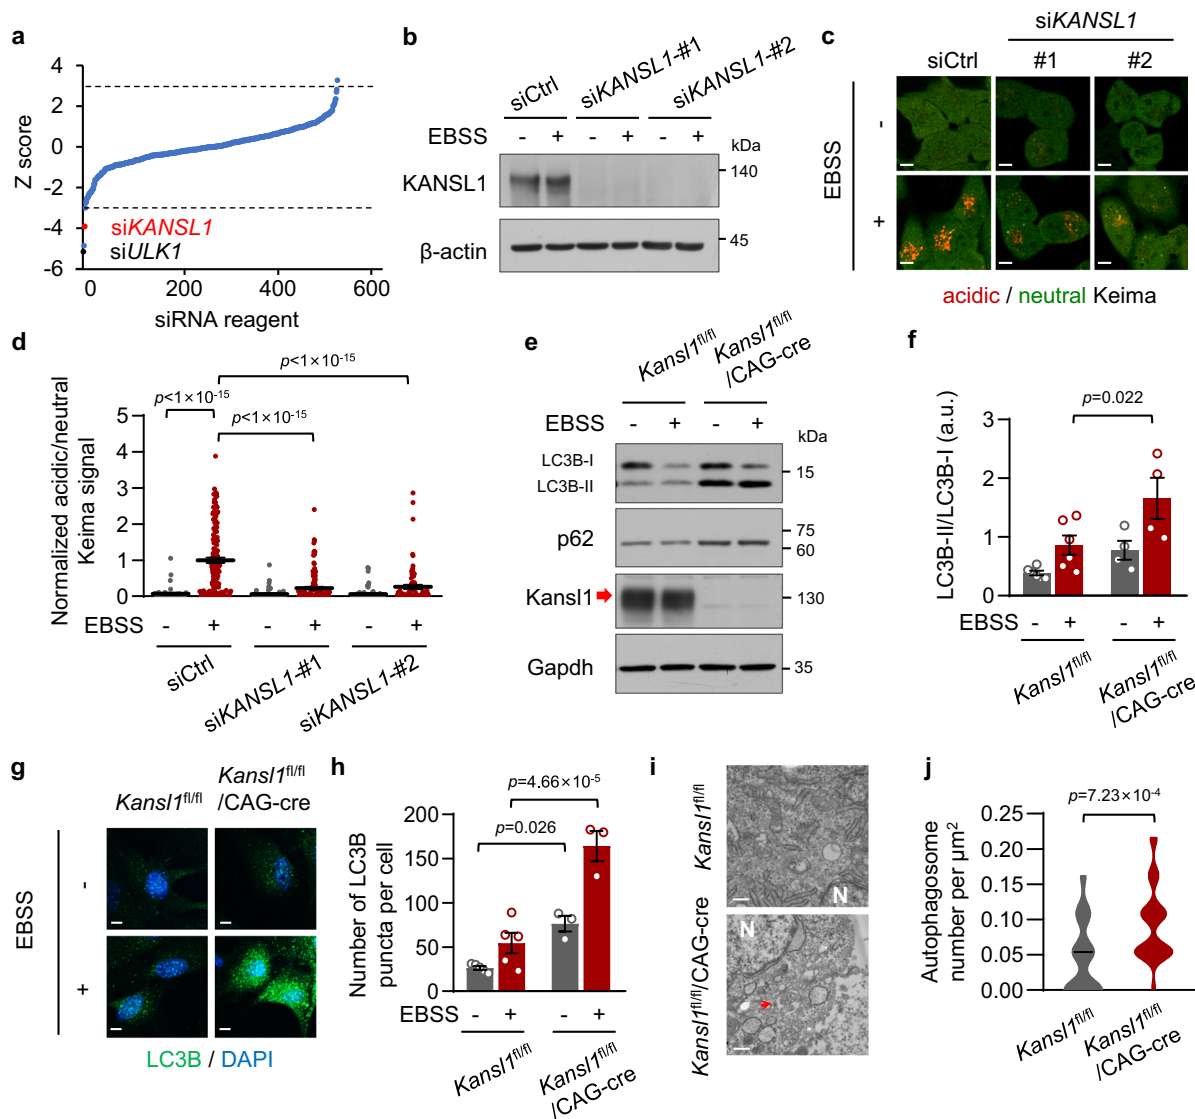 a
Z score
4
2
0
-2
-4
-6
siKANSL1
siULK1
0 200 400 600
siRNA reagent
b
siCtrl siKANSL1-#1 siKANSL1-#2
EBSS - + - + - +
kDa
KANSL1
140
β-actin
45
c
siKANSL1
siCtrl #1 #2
EBSS
-
+
acidic / neutral Keima
d
p<1×10⁻¹⁵
p<1×10⁻¹⁵
p<1×10⁻¹⁵
Normalized acidic/neutral
Keima signal
5
4
3
2
1
0
EBSS - + - + - +
siCtrl siKANSL1-#1 siKANSL1-#2
e
Kansl1fl/fl Kansl1fl/fl
/CAG-cre
EBSS - + - +
kDa
LC3B-I
LC3B-II
15
p62
75
60
Kansl1
130
Gapdh
35
f
p=0.022
LC3B-II/LC3B-I (a.u.)
3
2
1
0
EBSS - + - +
Kansl1fl/fl Kansl1fl/fl
/CAG-cre
g
Kansl1fl/fl Kansl1fl/fl
/CAG-cre
EBSS
-
+
LC3B / DAPI
h
p=4.66×10⁻⁵
p=0.026
Number of LC3B
puncta per cell
200
150
100
50
0
EBSS - + - +
Kansl1fl/fl Kansl1fl/fl
/CAG-cre
i
Kansl1fl/fl
N
Kansl1fl/fl/CAG-cre
N
j
p=7.23×10⁻⁴
Autophagosome
number per µm²
0.25
0.20
0.15
0.10
0.05
0.00
Kansl1fl/fl Kansl1fl/fl
/CAG-cre